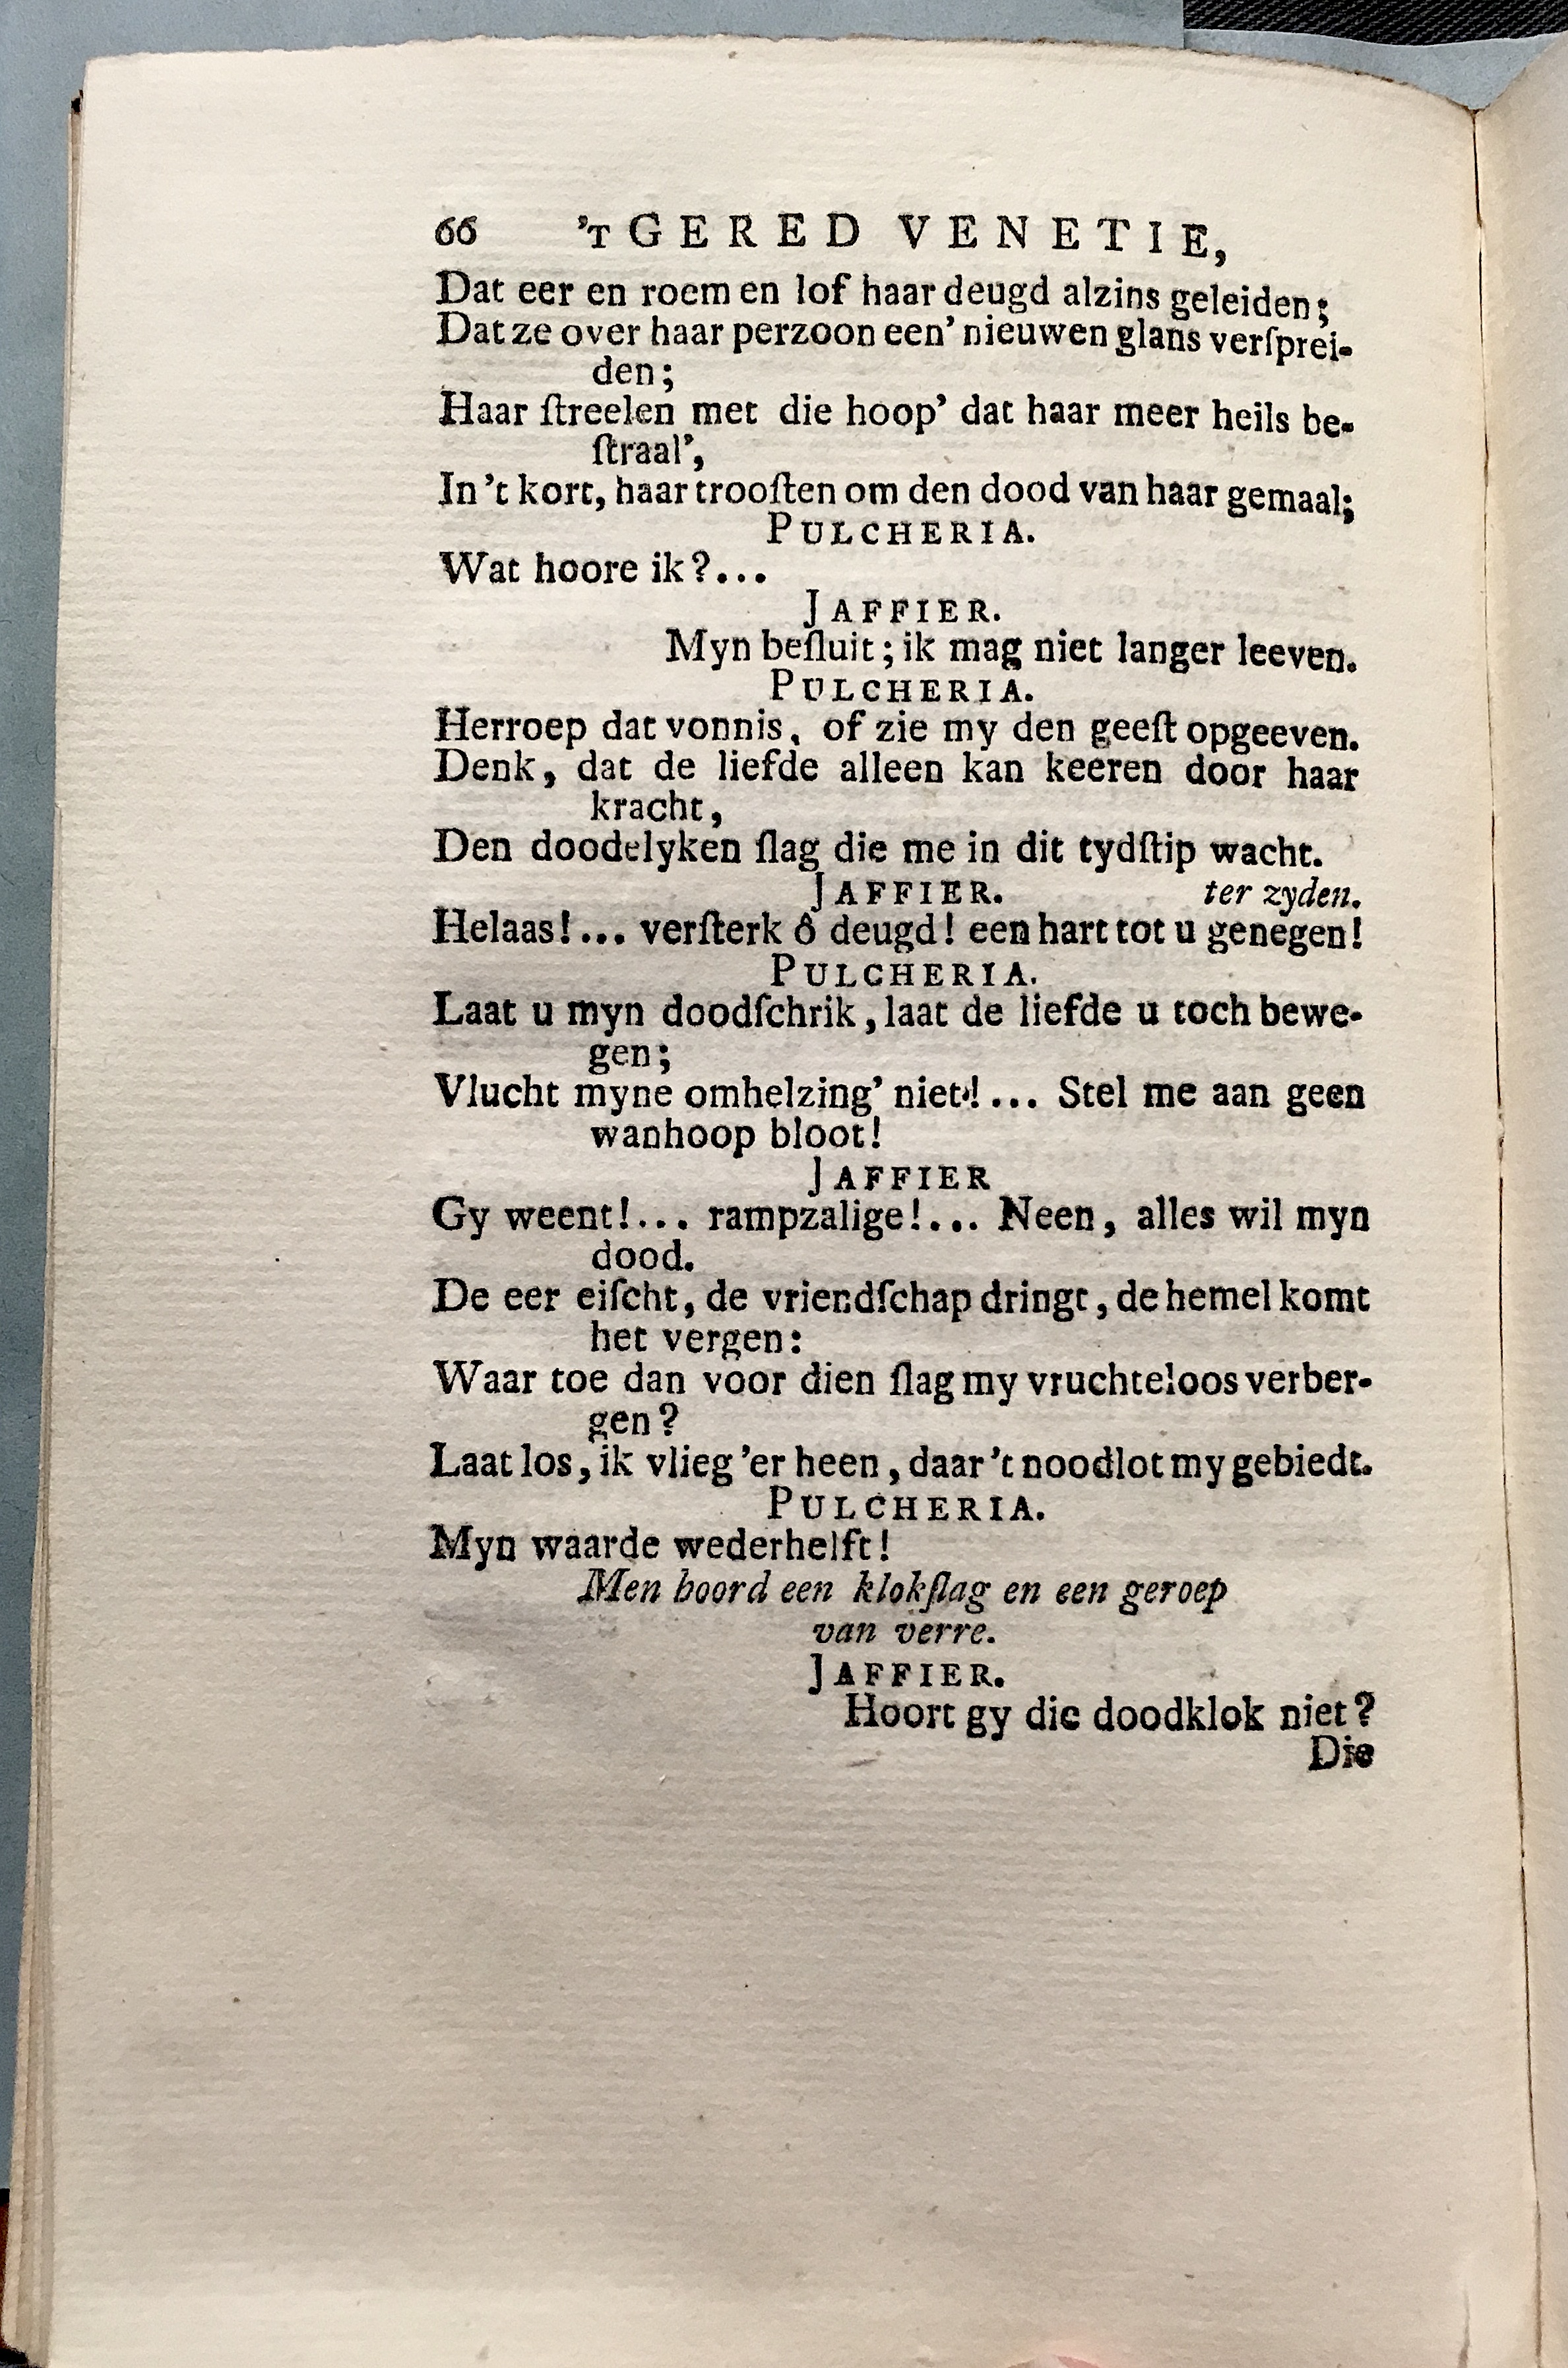 66 'T GERED VENETIE,
Dat eer en roem en lof haar deugd alzins geleiden;
Dat ze over haar perzoon een' nieuwen glans verſprei-
den;
Haar ſtreelen met die hoop' dat haar meer heils be-
ſtraal',
In 't kort, haar trooſten om den dood van haar gemaal;
PULCHERIA.
Wat hoore ik?...
JAFFIER.
Myn beſluit; ik mag niet langer leeven.
PULCHERIA.
Herroep dat vonnis, of zie my den geeſt opgeeven.
Denk, dat de liefde alleen kan keeren door haar
kracht,
Den doodelyken ſlag die me in dit tydſtip wacht.
JAFFIER. ter zyden.
Helaas!... verſterk ô deugd! een hart tot u genegen!
PULCHERIA.
Laat u myn doodſchrik, laat de liefde u toch bewe-
gen;
Vlucht myne omhelzing' niet!... Stel me aan geen
wanhoop bloot!
JAFFIER
Gy weent!... rampzalige!... Neen, alles wil myn
dood.
De eer eiſcht, de vriendſchap dringt, de hemel komt
het vergen:
Waar toe dan voor dien ſlag my vruchteloos verber-
gen?
Laat los, ik vlieg 'er heen, daar 't noodlot my gebiedt.
PULCHERIA.
Myn waarde wederhelft!
Men hoord een klokſlag en een geroep
van verre.
JAFFIER.
Hoort gy die doodklok niet?
Die